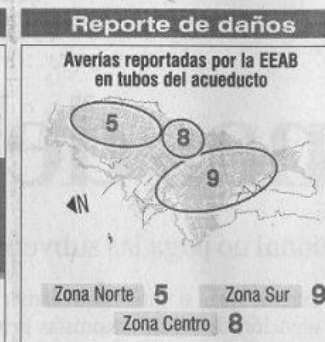 Reporte de daños
Averías reportadas por la EEAB
en tubos del acueducto
5
8
9
N
Zona Norte 5 Zona Sur 9
Zona Centro 8